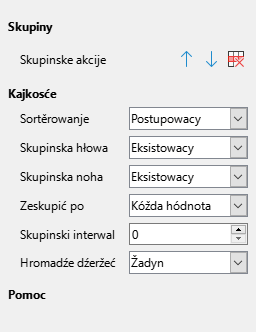 Skupiny
Skupinske akcije
Kajkosće
Sortěrowanje Postupowacy
Skupinska hłowa Eksistowacy
Skupinska noha Eksistowacy
Zeskupić po Kóžda hódnota
Skupinski interwal 0
Hromadźe dźeržeć Žadyn
Pomoc